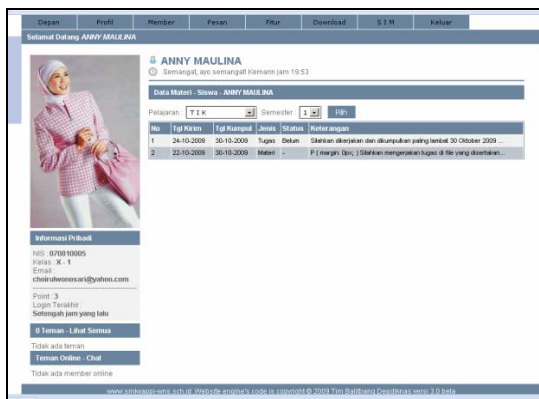 Depan Profil Member Pesan Fitur Download S I M Keluar
Selamat Datang ANNY MAULINA
ANNY MAULINA
Semangat, ayo semangat! Kemarin jam 19:53
Data Materi - Siswa - ANNY MAULINA
Pelajaran : T I K Semester : 1 Pilih
No Tgl Kirim Tgl Kumpul Jenis Status Keterangan
1 24-10-2009 30-10-2009 Tugas Belum Silahkan dikerjakan dan dikumpulkan paling lambat 30 Oktober 2009 ...
2 22-10-2009 30-10-2009 Materi - P { margin: 0px; } Silahkan mengerjakan tugas di file yang disertakan...
Informasi Pribadi
NIS : 070810005
Kelas : X - 1
Email :
choirulwonosari@yahoo.com
Point : 3
Login Terakhir :
Setengah jam yang lalu
0 Teman - Lihat Semua
Tidak ada teman
Teman Online - Chat
Tidak ada member online
Website engine's code is copyright © 2009 Tim Balitbang Depdiknas versi 3.0 beta